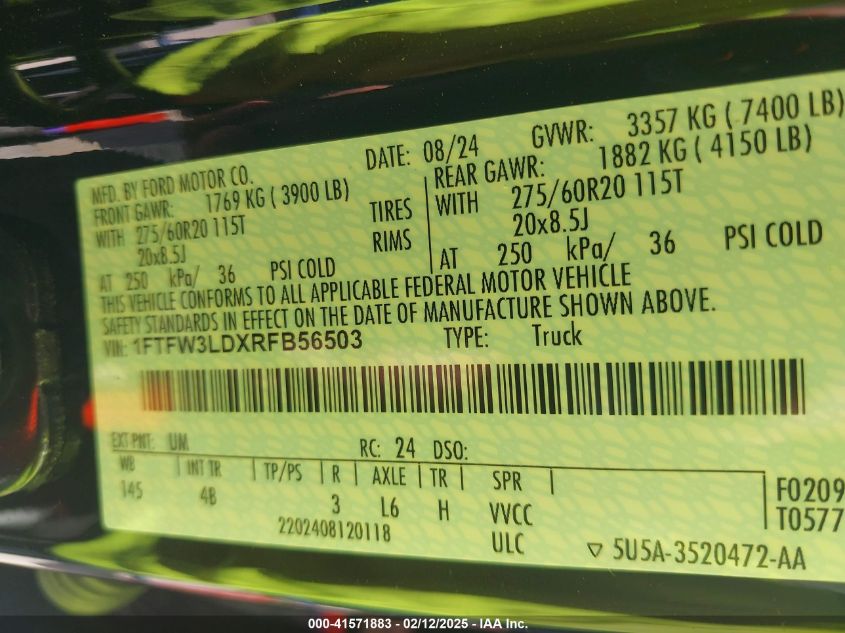 MFD. BY FORD MOTOR CO.
DATE: 08/24
GVWR: 3357 KG ( 7400 LB)
FRONT GAWR: 1769 KG ( 3900 LB)
REAR GAWR: 1882 KG ( 4150 LB)
WITH 275/60R20 115T
TIRES
WITH 275/60R20 115T
20x8.5J
RIMS
20x8.5J
AT 250 kPa/ 36 PSI COLD
AT 250 kPa/ 36 PSI COLD
THIS VEHICLE CONFORMS TO ALL APPLICABLE FEDERAL MOTOR VEHICLE
SAFETY STANDARDS IN EFFECT ON THE DATE OF MANUFACTURE SHOWN ABOVE.
VIN: 1FTFW3LDXRFB56503
TYPE: Truck
EXT PNT: UM
RC: 24 DSO:
WB INT TR TP/PS R AXLE TR SPR
145 4B 3 L6 H VVCC
F0209
T0577
2202408120118
ULC
▽ 5U5A-3520472-AA
000-41571883 - 02/12/2025 - IAA Inc.